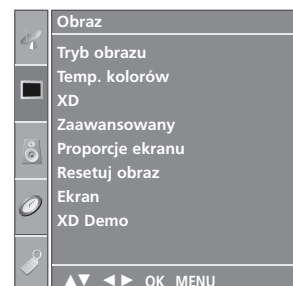 Obraz
Tryb obrazu
Temp. kolorów
XD
Zaawansowany
Proporcje ekranu
Resetuj obraz
Ekran
XD Demo
▲▼ ◄► OK MENU